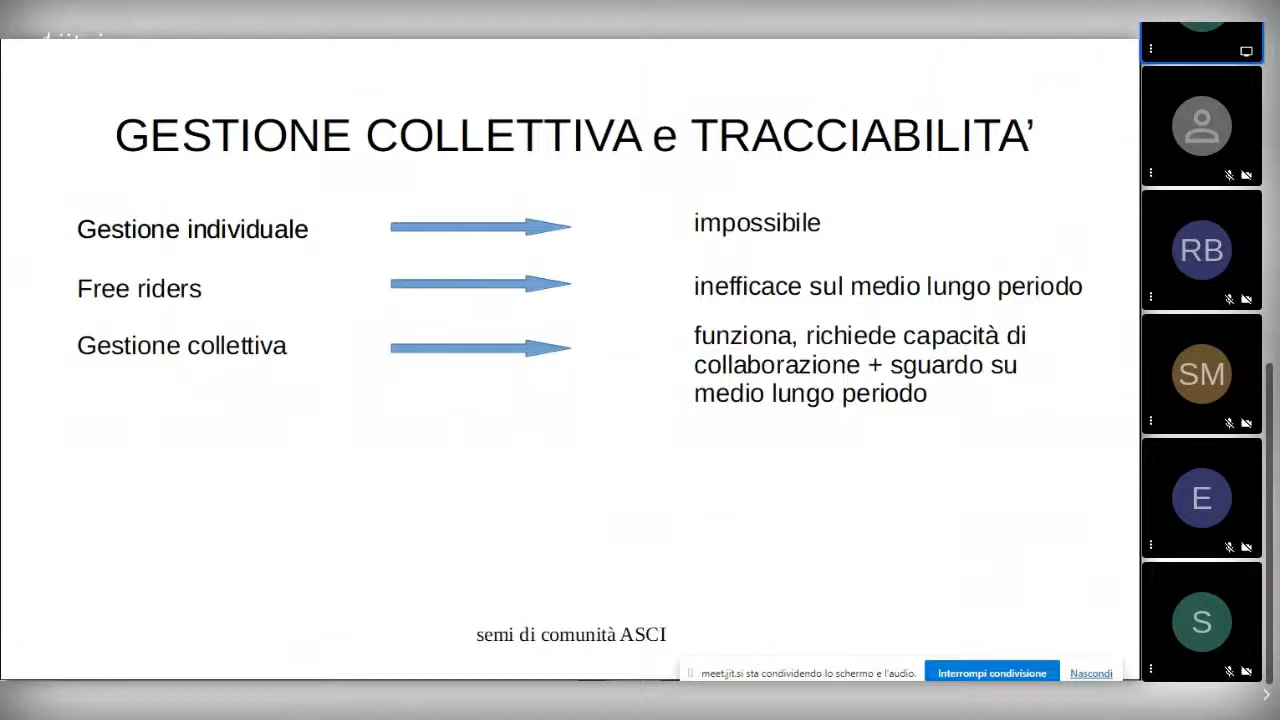 GESTIONE COLLETTIVA e TRACCIABILITA’
Gestione individuale
impossibile
Free riders
inefficace sul medio lungo periodo
Gestione collettiva
funziona, richiede capacità di
collaborazione + sguardo su
medio lungo periodo
semi di comunità ASCI
meet.jit.si sta condividendo lo schermo e l'audio.
Interrompi condivisione
Nascondi
RB
SM
E
S